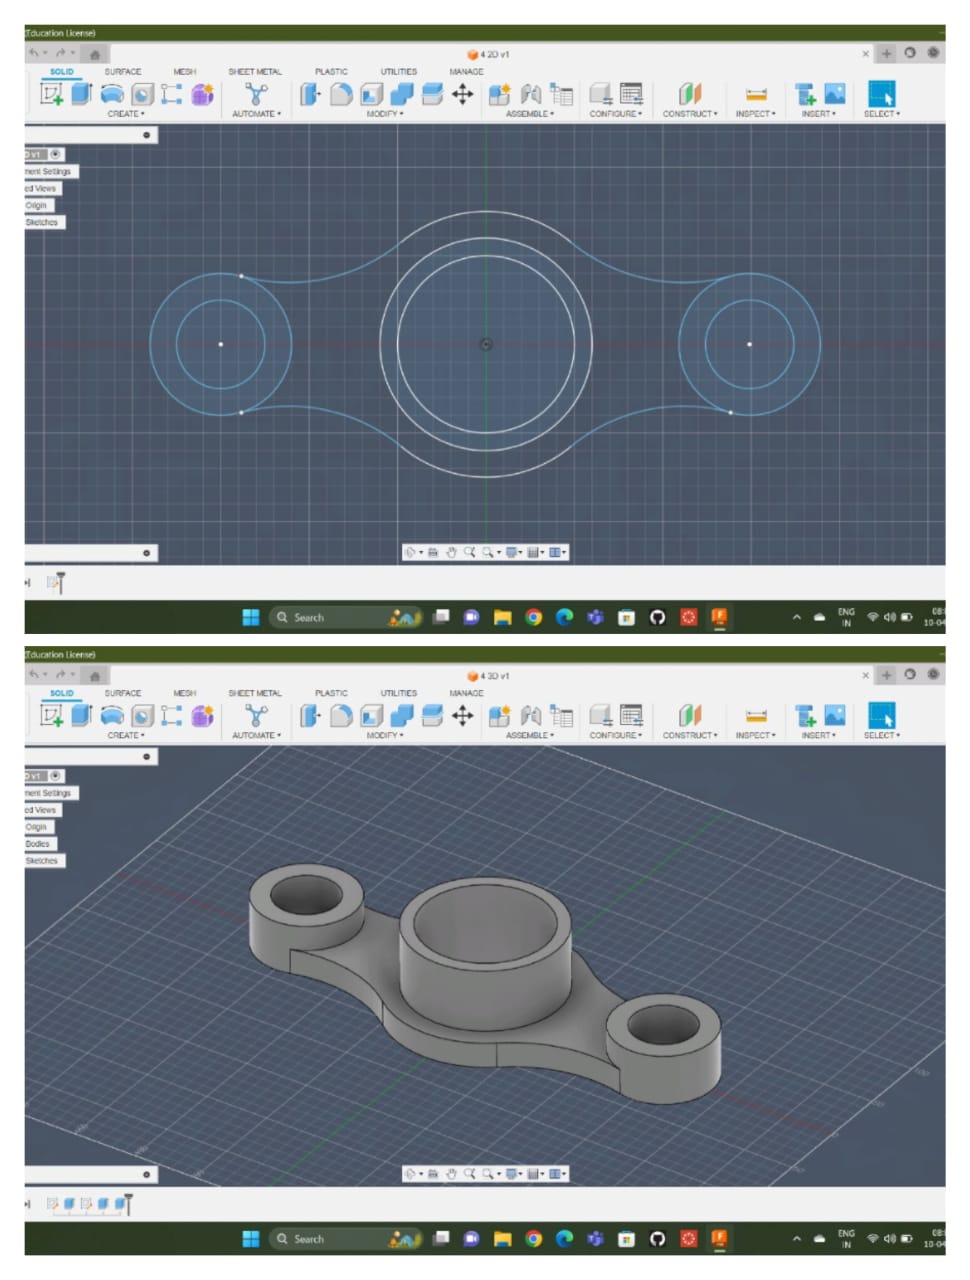 (Education License)
4 2D v1
SOLID SURFACE MESH SHEET METAL PLASTIC UTILITIES MANAGE
CREATE AUTOMATE MODIFY ASSEMBLE CONFIGURE CONSTRUCT INSPECT INSERT SELECT
D v1
ment Settings
ed Views
Origin
Sketches
Search
ENG
IN
08:
10-04
(Education License)
4 3D v1
SOLID SURFACE MESH SHEET METAL PLASTIC UTILITIES MANAGE
CREATE AUTOMATE MODIFY ASSEMBLE CONFIGURE CONSTRUCT INSPECT INSERT SELECT
D v1
ment Settings
ed Views
Origin
Bodies
Sketches
Search
ENG
IN
08:
10-04